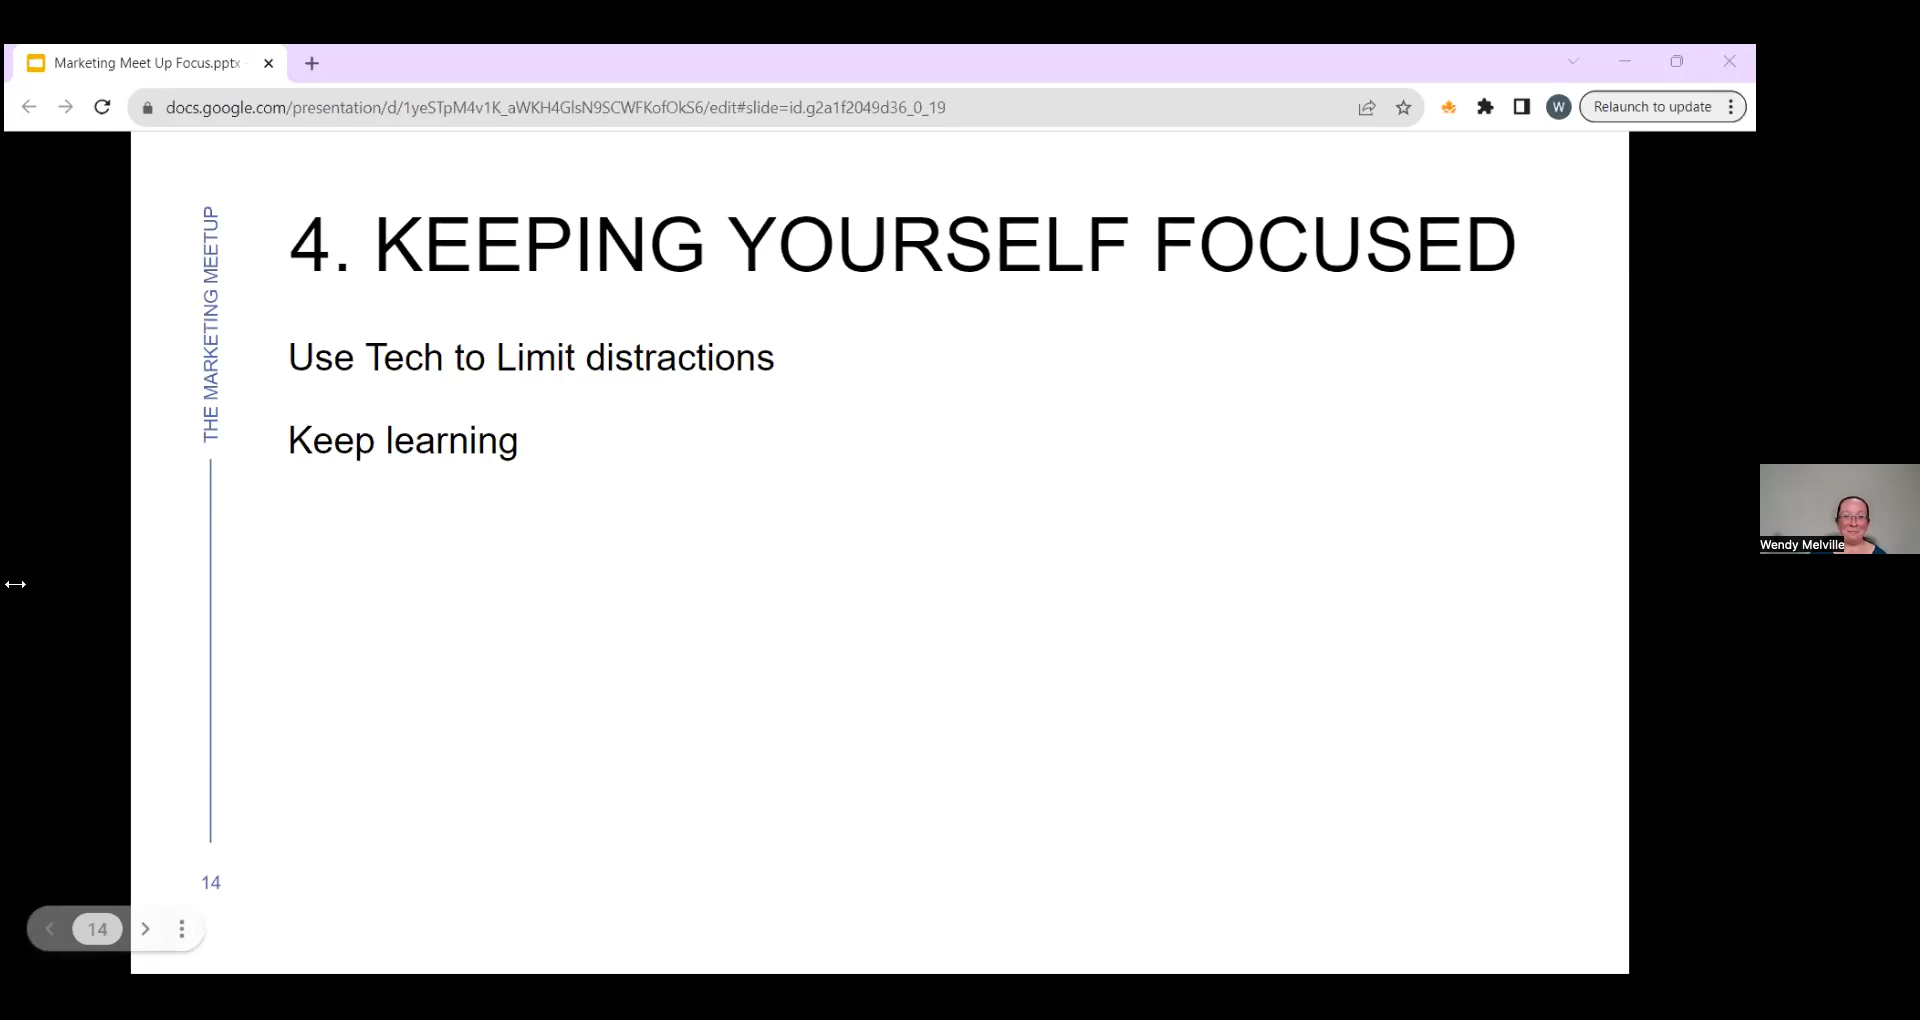 Marketing Meet Up Focus.pptx
docs.google.com/presentation/d/1yeSTpM4v1K_aWKH4GlsN9SCWFKofOkS6/edit#slide=id.g2a1f2049d36_0_19
W
Relaunch to update
THE MARKETING MEETUP
4. KEEPING YOURSELF FOCUSED
Use Tech to Limit distractions
Keep learning
Wendy Melville
14
14